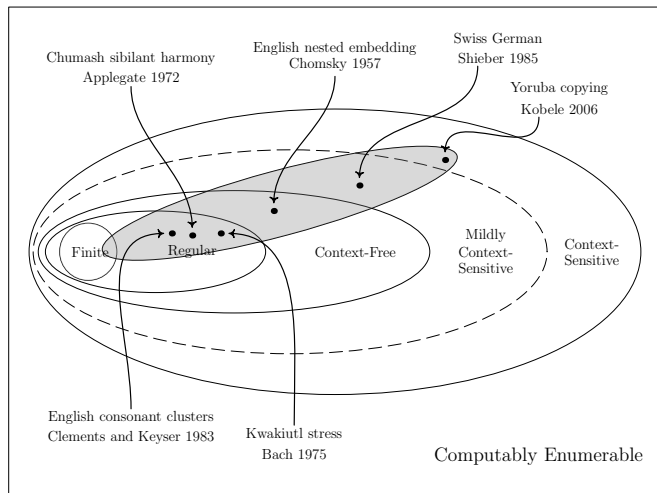 Swiss German
Shieber 1985
English nested embedding
Chomsky 1957
Chumash sibilant harmony
Applegate 1972
Yoruba copying
Kobele 2006
Finite
Regular
Context-Free
Mildly
Context-
Sensitive
Context-
Sensitive
English consonant clusters
Clements and Keyser 1983
Kwakiutl stress
Bach 1975
Computably Enumerable